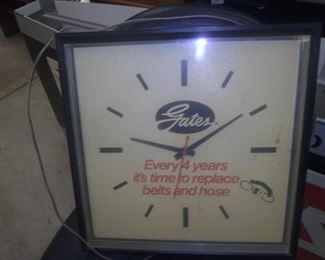 Gates
Every 4 years
it's time to replace
belts and hose